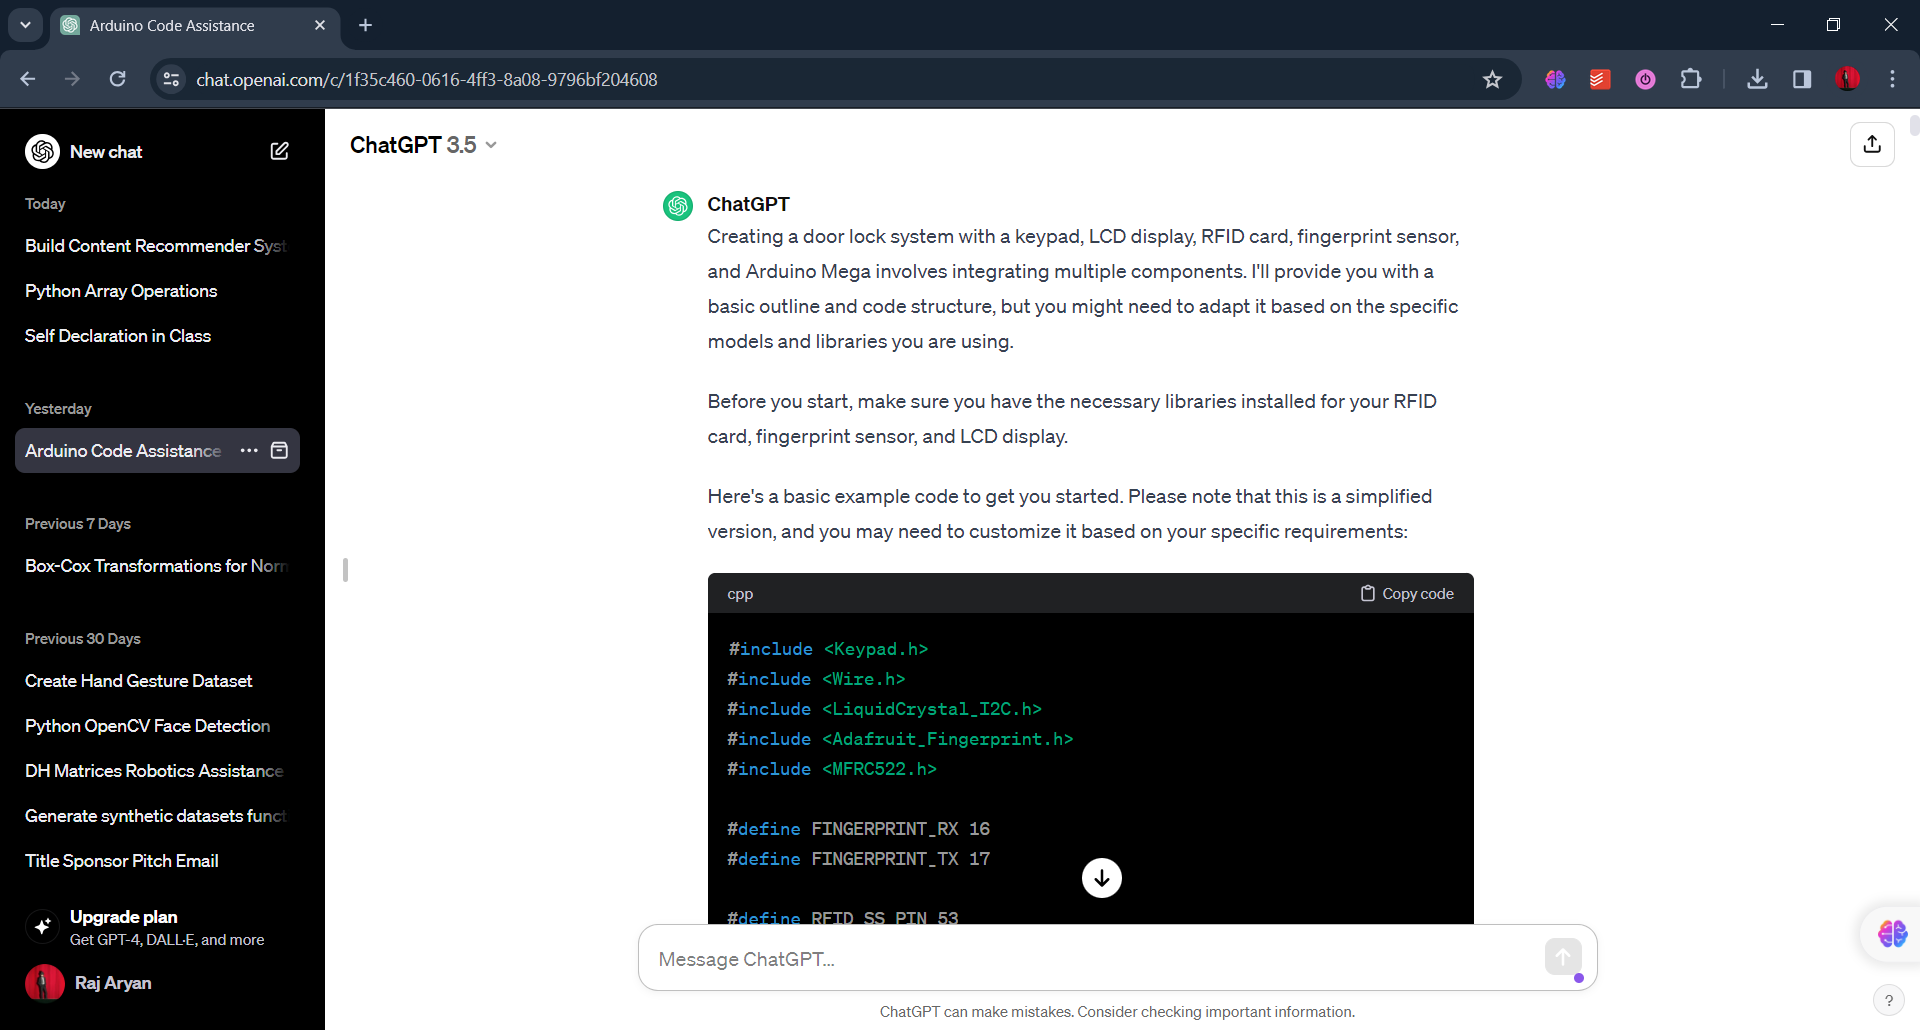 Arduino Code Assistance
chat.openai.com/c/1f35c460-0616-4ff3-8a08-9796bf204608
New chat
Today
Build Content Recommender Syst
Python Array Operations
Self Declaration in Class
Yesterday
Arduino Code Assistance
Previous 7 Days
Box-Cox Transformations for Norm
Previous 30 Days
Create Hand Gesture Dataset
Python OpenCV Face Detection
DH Matrices Robotics Assistance
Generate synthetic datasets funct
Title Sponsor Pitch Email
Upgrade plan
Get GPT-4, DALL·E, and more
Raj Aryan
ChatGPT 3.5
ChatGPT
Creating a door lock system with a keypad, LCD display, RFID card, fingerprint sensor,
and Arduino Mega involves integrating multiple components. I'll provide you with a
basic outline and code structure, but you might need to adapt it based on the specific
models and libraries you are using.
Before you start, make sure you have the necessary libraries installed for your RFID
card, fingerprint sensor, and LCD display.
Here's a basic example code to get you started. Please note that this is a simplified
version, and you may need to customize it based on your specific requirements:
cpp
Copy code
#include <Keypad.h>
#include <Wire.h>
#include <LiquidCrystal_I2C.h>
#include <Adafruit_Fingerprint.h>
#include <MFRC522.h>
#define FINGERPRINT_RX 16
#define FINGERPRINT_TX 17
#define RFID_SS_PIN 53
Message ChatGPT...
ChatGPT can make mistakes. Consider checking important information.
?